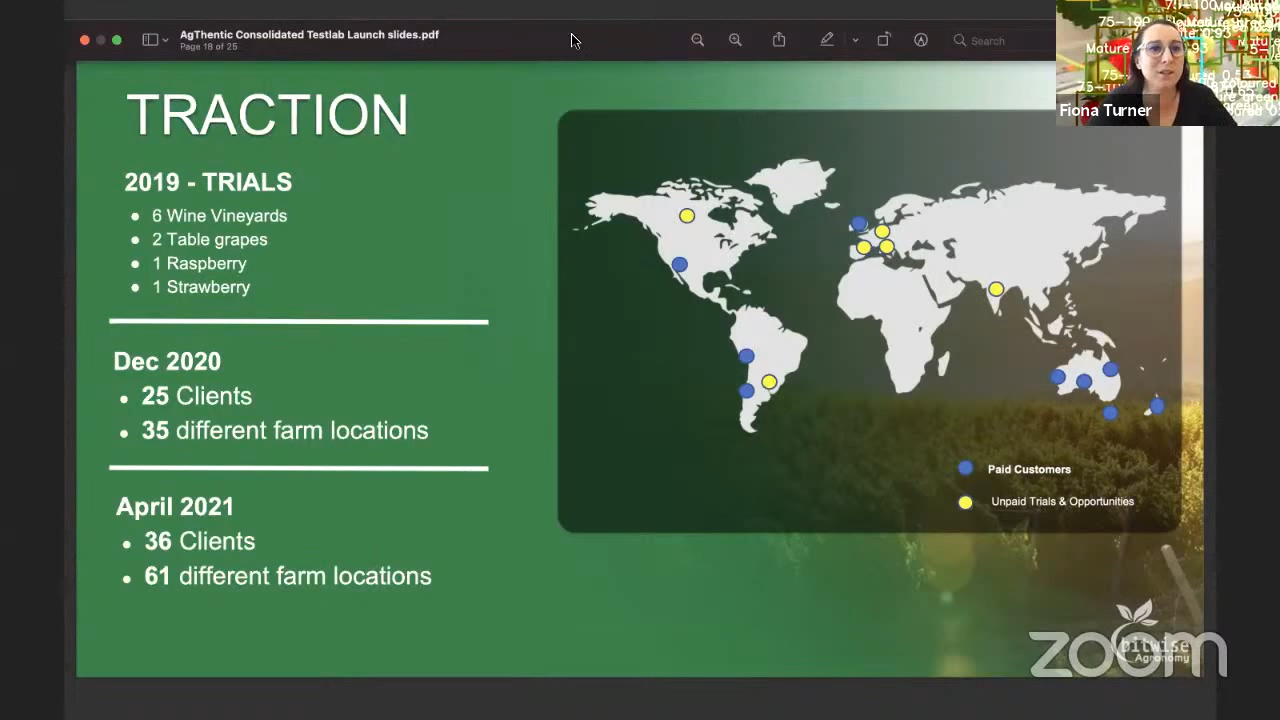 AgThentic Consolidated Testlab Launch slides.pdf
Page 18 of 25
Search
Fiona Turner
TRACTION
2019 - TRIALS
6 Wine Vineyards
2 Table grapes
1 Raspberry
1 Strawberry
Dec 2020
25 Clients
35 different farm locations
April 2021
36 Clients
61 different farm locations
Paid Customers
Unpaid Trials & Opportunities
bitwise
Agronomy
zoom